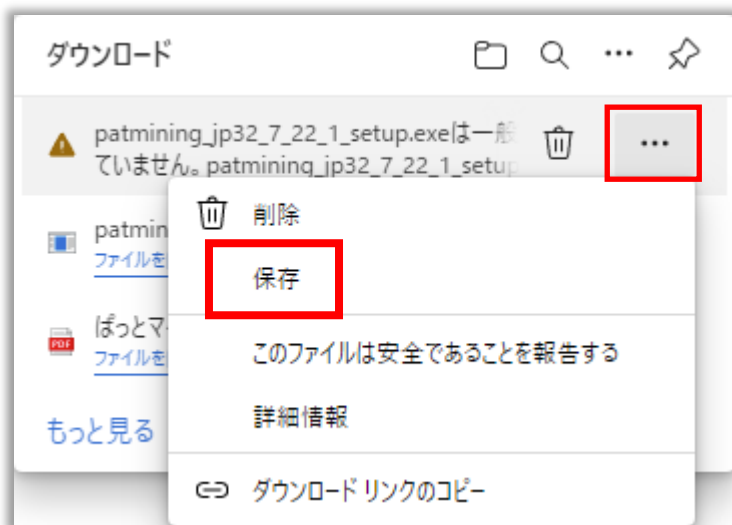 ダウンロード
patmining_jp32_7_22_1_setup.exeは一般
ていません。patmining_jp32_7_22_1_setup
削除
patmin
ファイルを
保存
ぱっとマイ
ファイルを
このファイルは安全であることを報告する
詳細情報
もっと見る
ダウンロード リンクのコピー